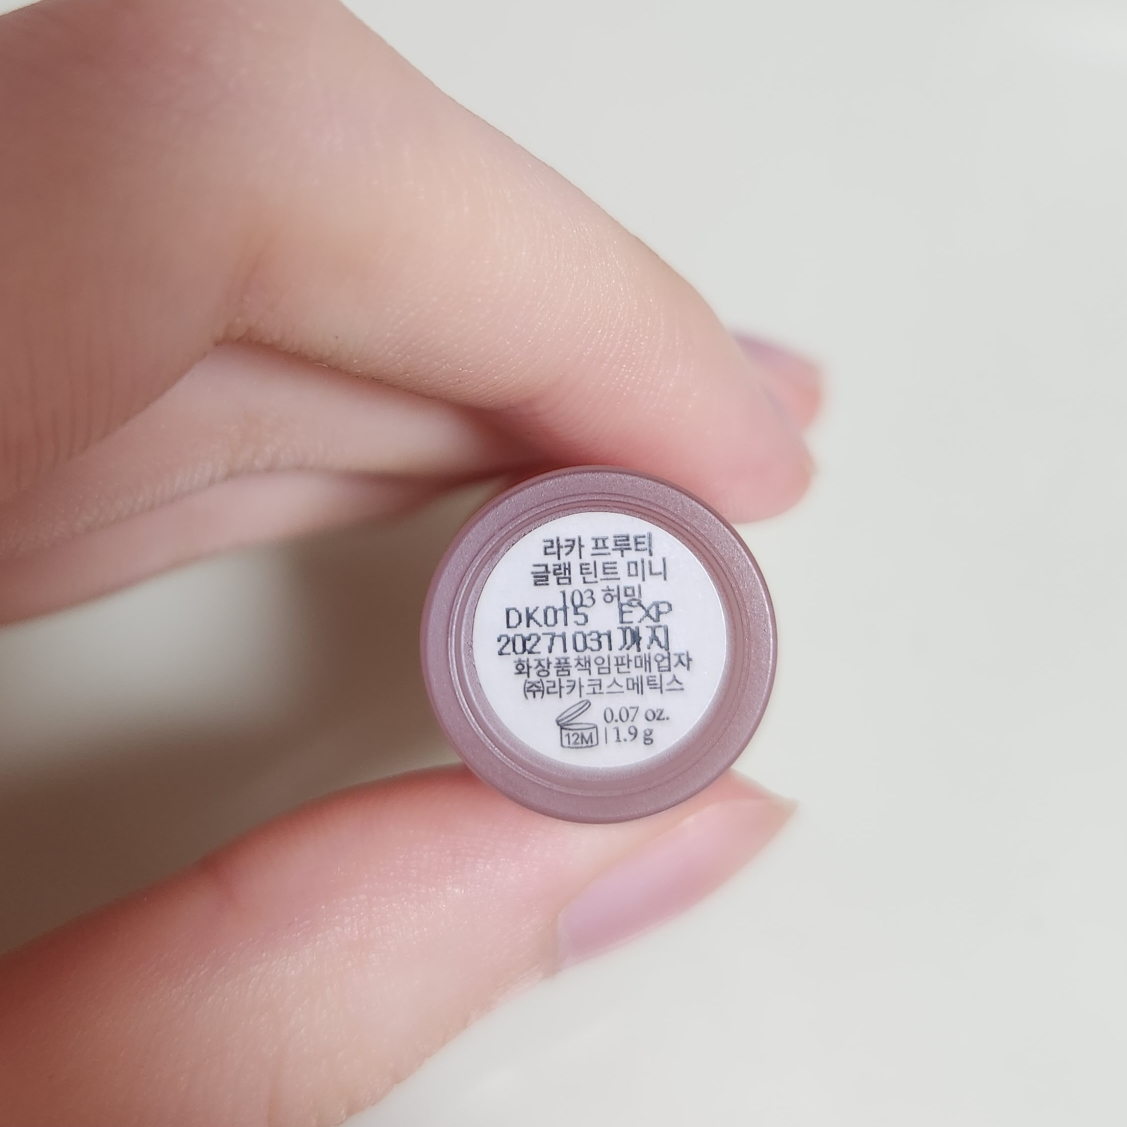 라카 프루티
글램 틴트 미니
103 허밍
DK015 EXP
20271031까지
화장품책임판매업자
㈜라카코스메틱스
0.07 oz.
12M | 1.9 g